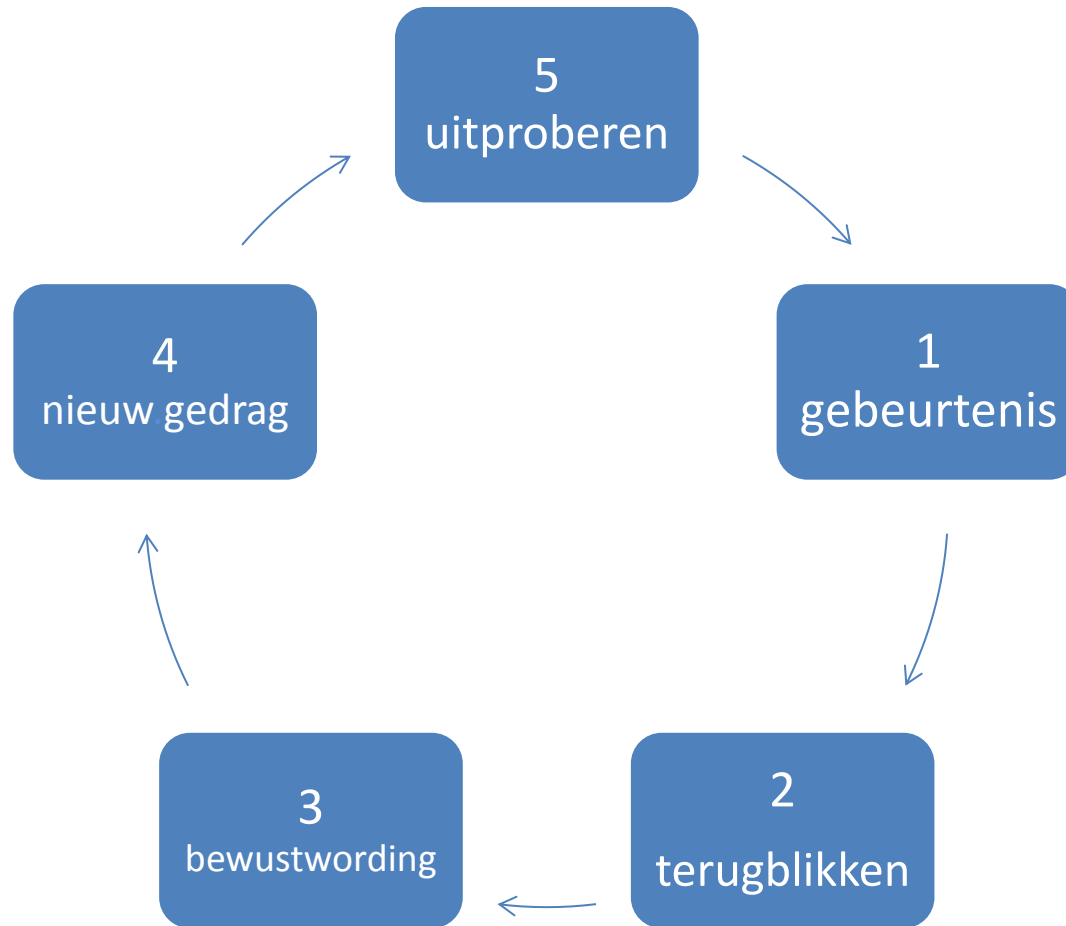 5
uitproberen
1
gebeurtenis
2
terugblikken
3
bewustwording
4
nieuw.gedrag